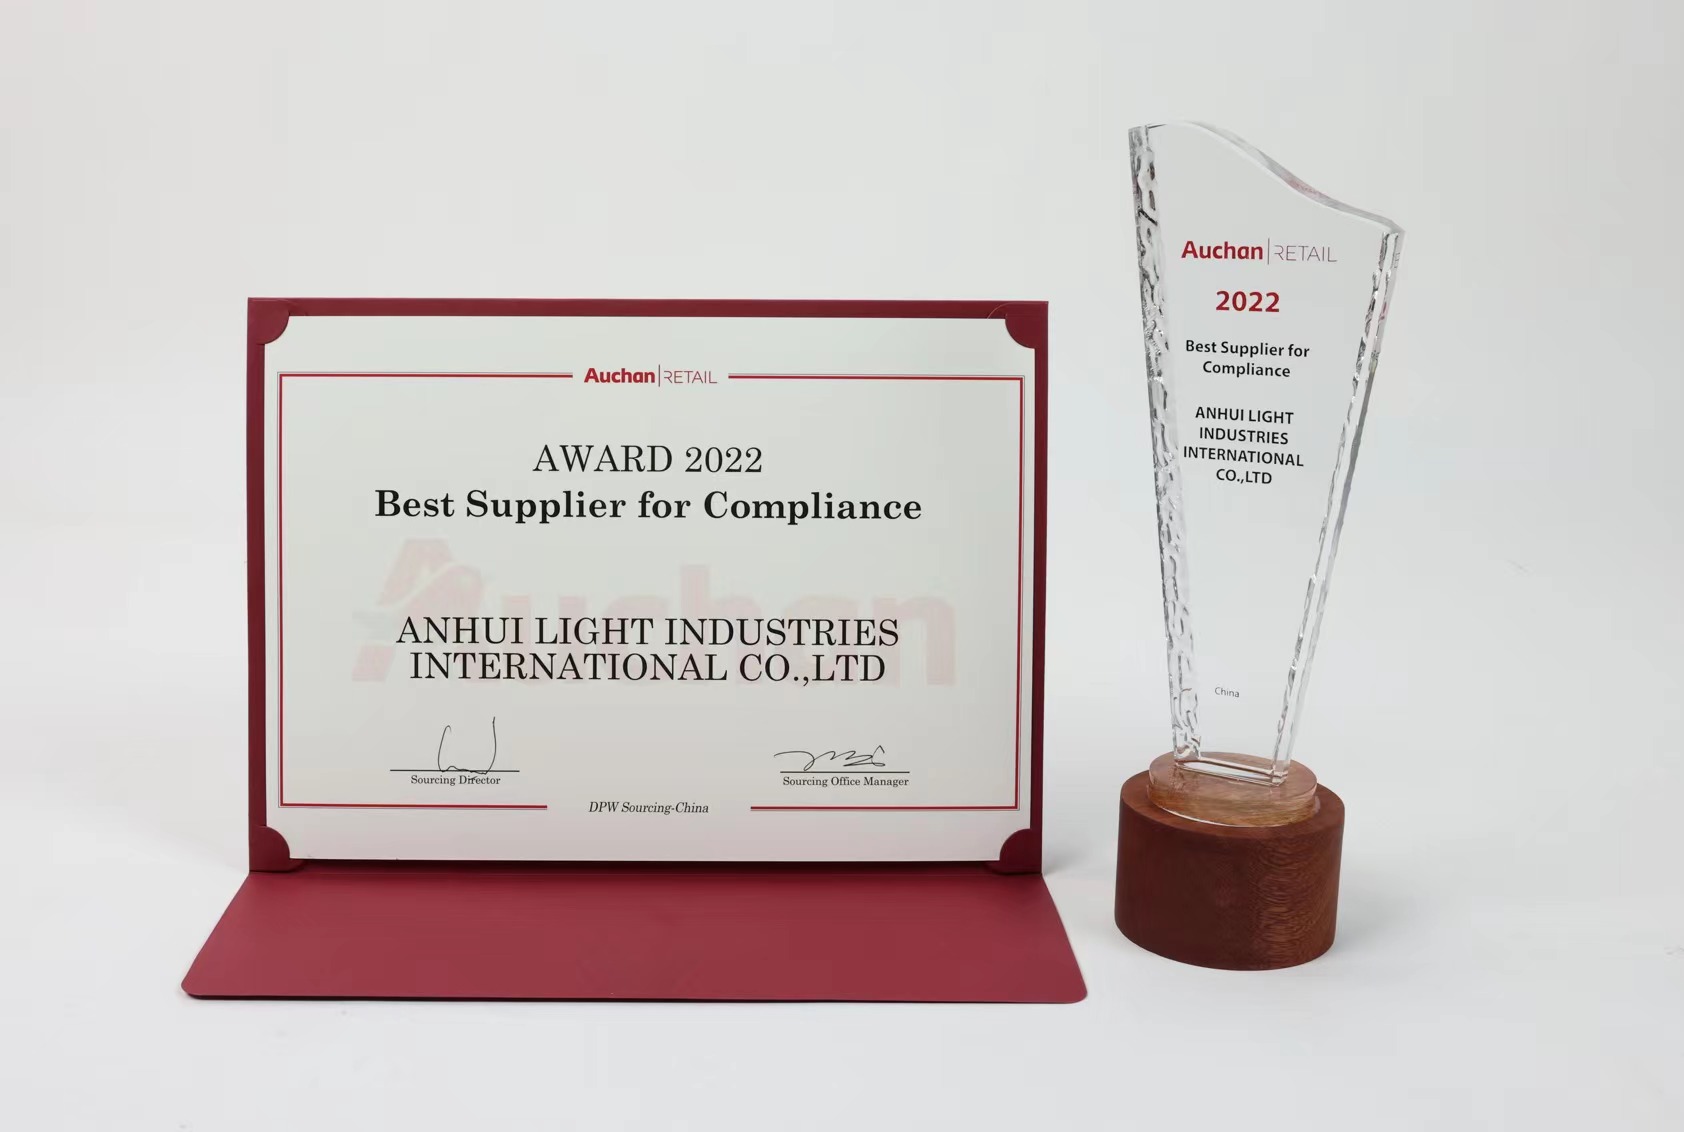 Auchan|RETAIL
AWARD 2022
Best Supplier for Compliance
Auchan
ANHUI LIGHT INDUSTRIES
INTERNATIONAL CO.,LTD
Sourcing Director
Sourcing Office Manager
DPW Sourcing-China
Auchan|RETAIL
2022
Best Supplier for
Compliance
ANHUI LIGHT
INDUSTRIES
INTERNATIONAL
CO.,LTD
China